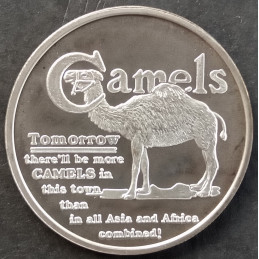 Camels
Tomorrow
there'll be more
CAMELS in
this town
than
in all Asia and Africa
combined!